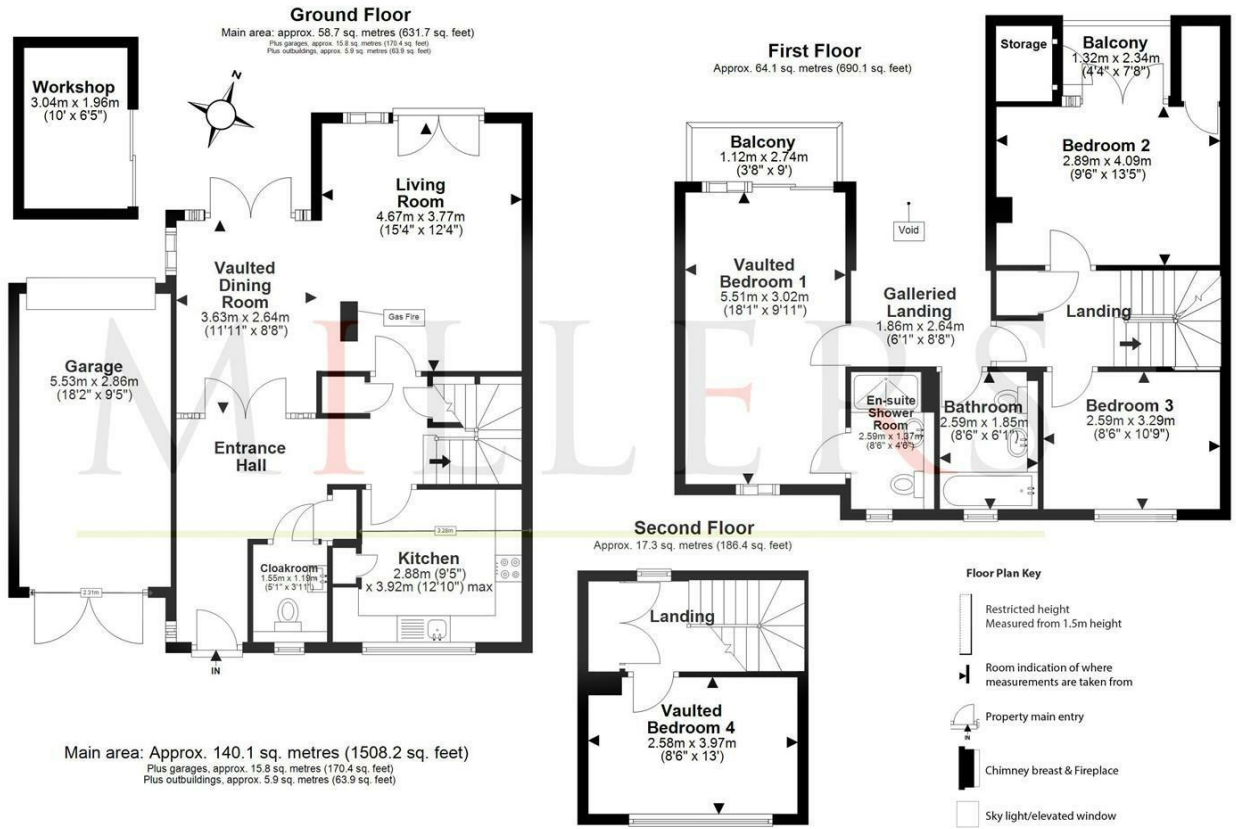 Ground Floor
Main area: approx. 58.7 sq. metres (631.7 sq. feet)
Plus garages, approx. 15.8 sq. metres (170.4 sq. feet)
Plus outbuildings, approx. 5.9 sq. metres (63.9 sq. feet)
Workshop
3.04m x 1.96m
(10' x 6'5")
N
Living
Room
4.67m x 3.77m
(15'4" x 12'4")
Vaulted
Dining
Room
3.63m x 2.64m
(11'11" x 8'8")
Gas Fire
Garage
5.53m x 2.86m
(18'2" x 9'5")
Entrance
Hall
3.28m
Kitchen
2.88m (9'5")
x 3.92m (12'10") max
Cloakroom
1.55m x 1.19m
(5'1" x 3'11")
2.31m
IN
First Floor
Approx. 64.1 sq. metres (690.1 sq. feet)
Storage
Balcony
1.32m x 2.34m
(4'4" x 7'8")
Balcony
1.12m x 2.74m
(3'8" x 9')
Bedroom 2
2.89m x 4.09m
(9'6" x 13'5")
Void
Vaulted
Bedroom 1
5.51m x 3.02m
(18'1" x 9'11")
Galleried
Landing
1.86m x 2.64m
(6'1" x 8'8")
Landing
En-suite
Shower
Room
2.59m x 1.37m
(8'6" x 4'6")
Bathroom
2.59m x 1.85m
(8'6" x 6'1")
Bedroom 3
2.59m x 3.29m
(8'6" x 10'9")
MILLERS
Second Floor
Approx. 17.3 sq. metres (186.4 sq. feet)
Landing
Vaulted
Bedroom 4
2.58m x 3.97m
(8'6" x 13')
Main area: Approx. 140.1 sq. metres (1508.2 sq. feet)
Plus garages, approx. 15.8 sq. metres (170.4 sq. feet)
Plus outbuildings, approx. 5.9 sq. metres (63.9 sq. feet)
Floor Plan Key
Restricted height
Measured from 1.5m height
Room indication of where
measurements are taken from
Property main entry
IN
Chimney breast & Fireplace
Sky light/elevated window